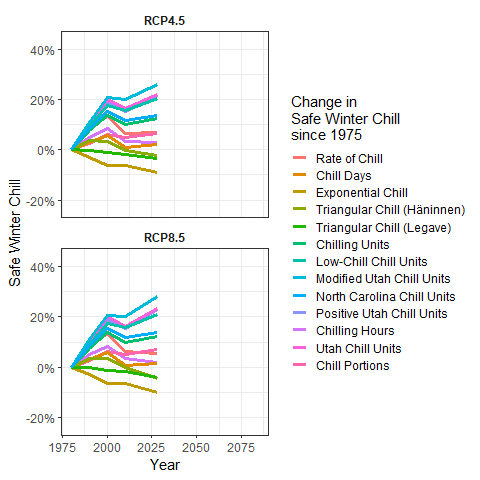 RCP4.5
40%
20%
0%
-20%
RCP8.5
40%
20%
0%
-20%
1975 2000 2025 2050 2075
Year
Safe Winter Chill
Change in
Safe Winter Chill
since 1975
Rate of Chill
Chill Days
Exponential Chill
Triangular Chill (Häninnen)
Triangular Chill (Legave)
Chilling Units
Low-Chill Chill Units
Modified Utah Chill Units
North Carolina Chill Units
Positive Utah Chill Units
Chilling Hours
Utah Chill Units
Chill Portions